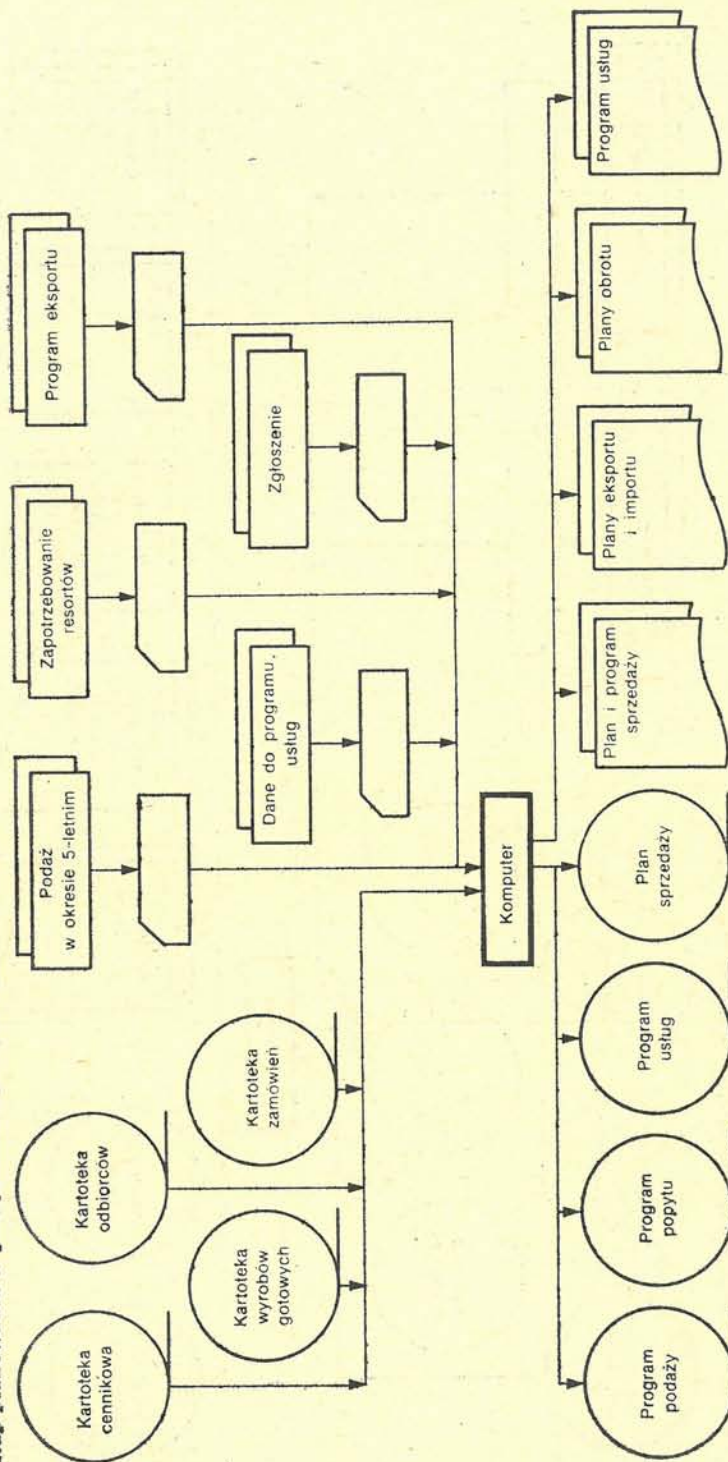 Kartoteka
cennikowa
Kartoteka
odbiorców
Kartoteka
wyrobów
gotowych
Kartoteka
zamówień
Podaż
w okresie 5-letnim
Zapotrzebowanie
resortów
Program eksportu
Dane do programu
usług
Zgłoszenie
Komputer
Program
podaży
Program
popytu
Program
usług
Plan
sprzedaży
Plan i program
sprzedaży
Plany eksportu
i importu
Plany obrotu
Program usług